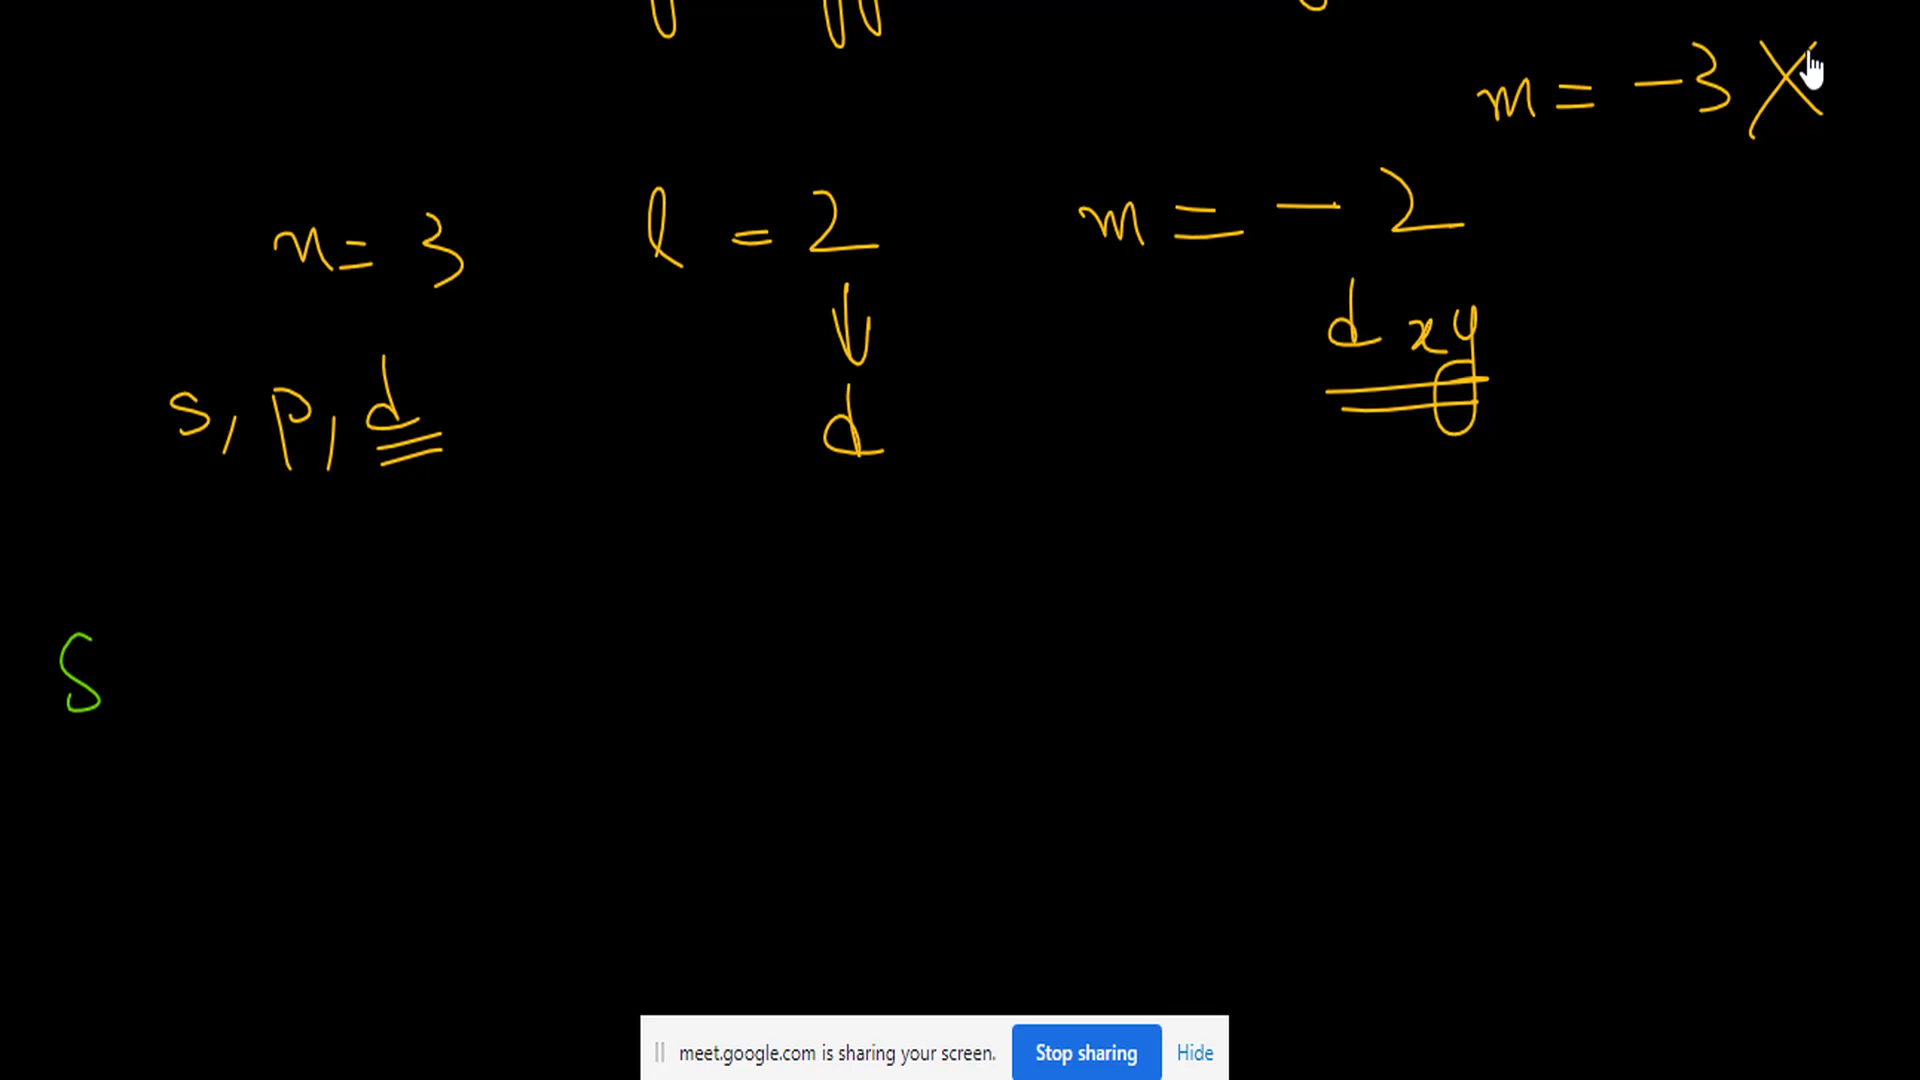 m = -3 X
n = 3 l = 2 m = -2
d xy
s, p, d d
S
meet.google.com is sharing your screen. Stop sharing Hide